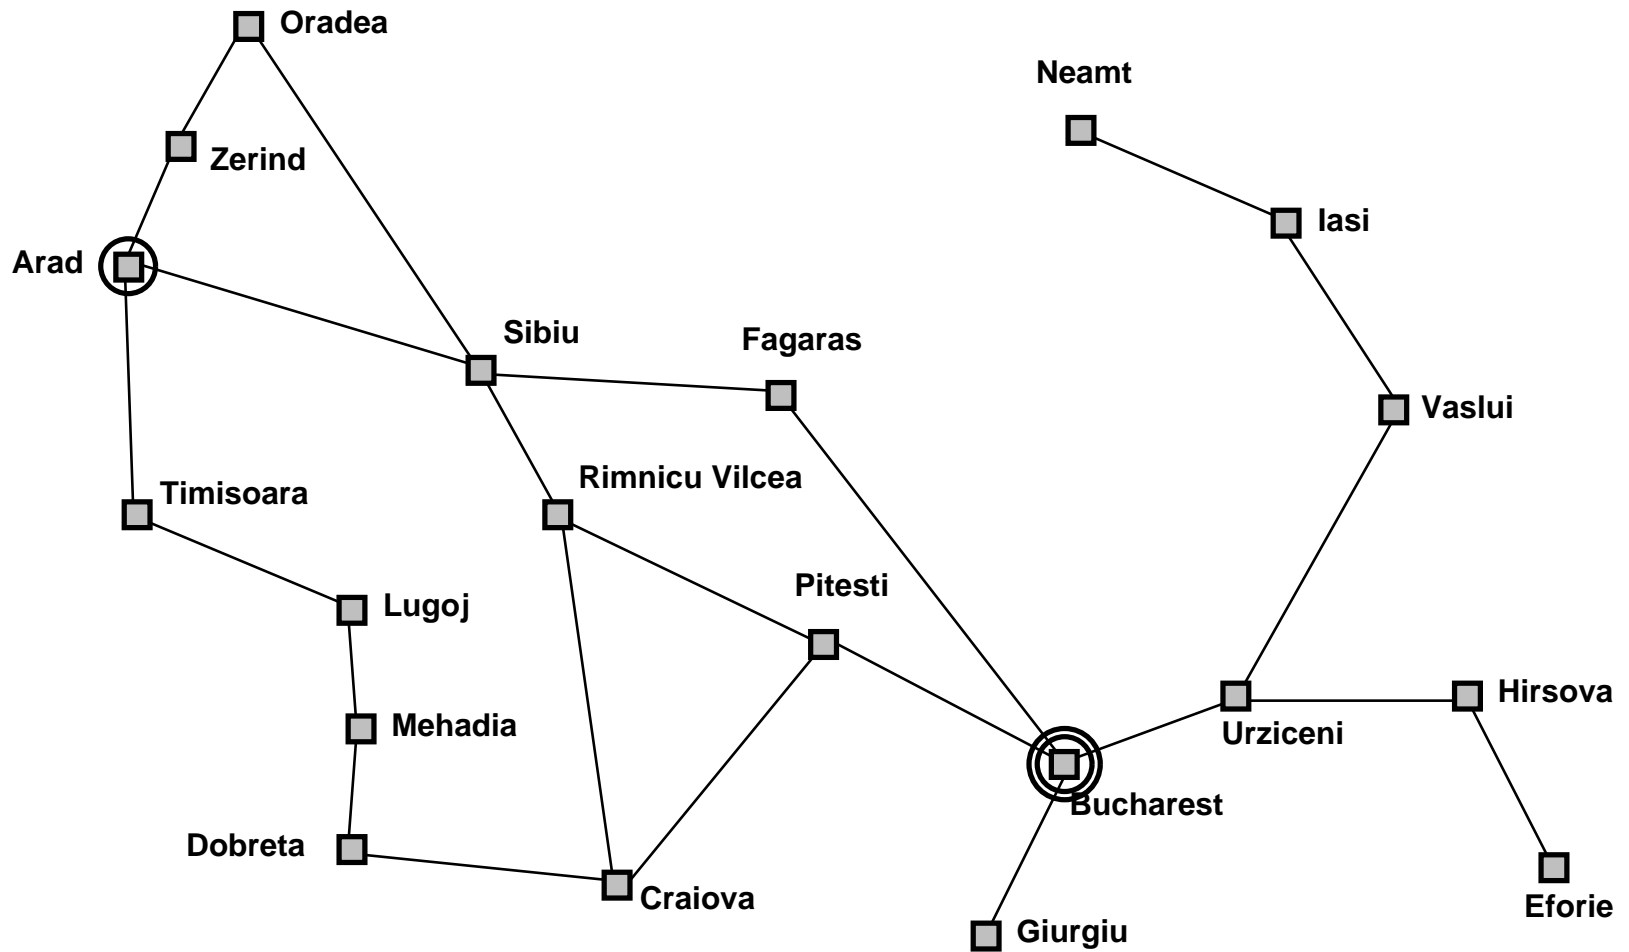 Oradea
Neamt
Zerind
Iasi
Arad
Sibiu
Fagaras
Vaslui
Rimnicu Vilcea
Timisoara
Pitesti
Lugoj
Hirsova
Mehadia
Urziceni
Bucharest
Dobreta
Craiova
Eforie
Giurgiu